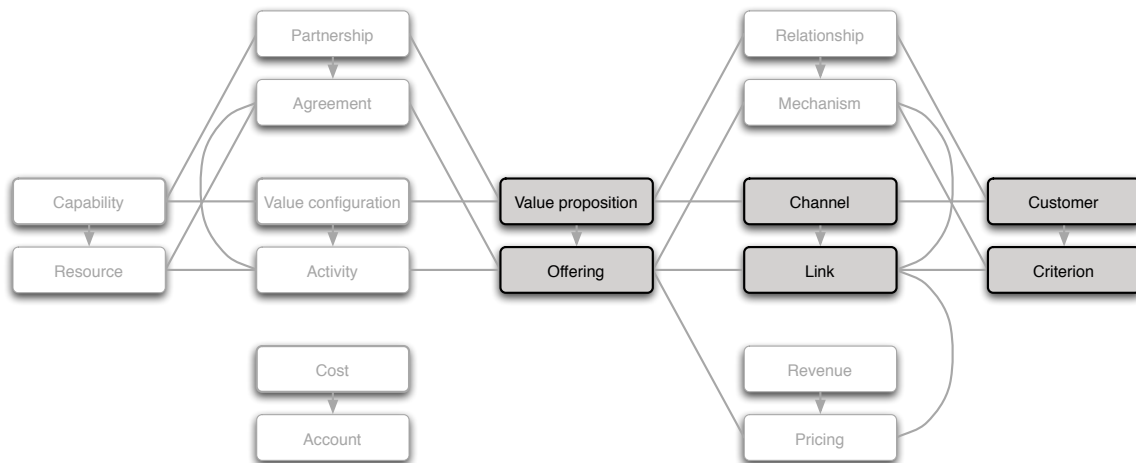 Partnership
Relationship
Agreement
Mechanism
Capability
Value configuration
Value proposition
Channel
Customer
Resource
Activity
Offering
Link
Criterion
Cost
Revenue
Account
Pricing